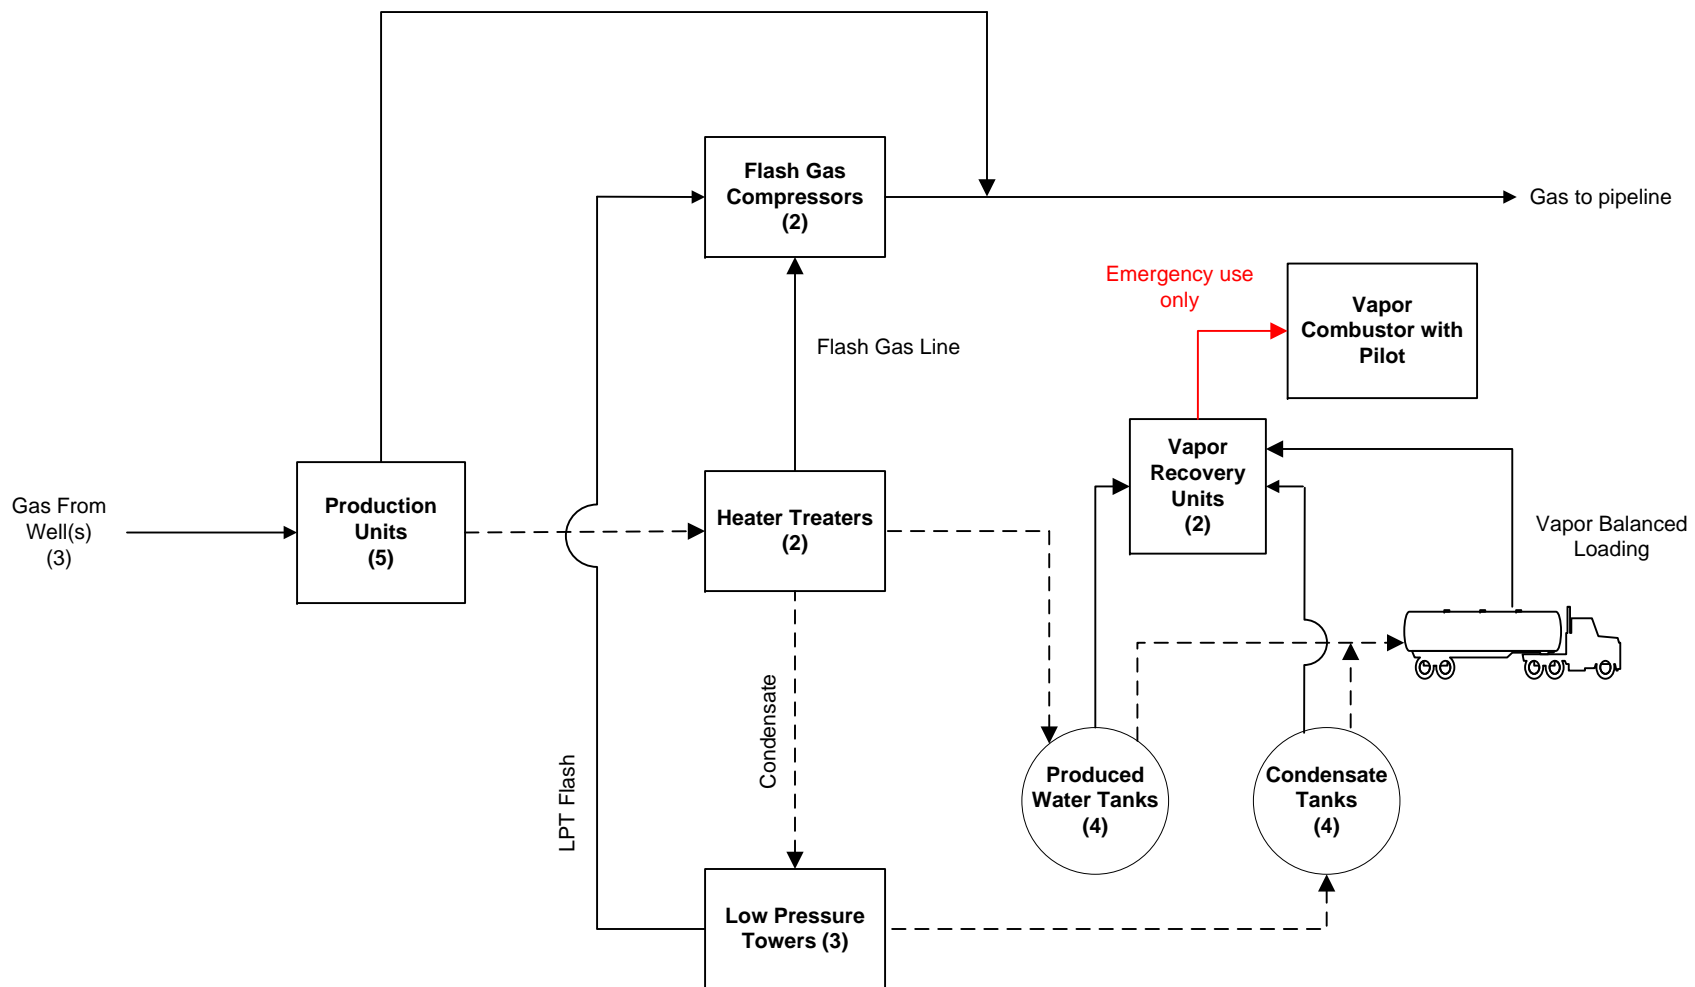 Flash Gas
Compressors
(2)
Gas to pipeline
Emergency use
only
Vapor
Combustor with
Pilot
Flash Gas Line
Vapor
Recovery
Units
(2)
Gas From
Well(s)
(3)
Production
Units
(5)
Heater Treaters
(2)
Vapor Balanced
Loading
Condensate
LPT Flash
Produced
Water Tanks
(4)
Condensate
Tanks
(4)
Low Pressure
Towers (3)